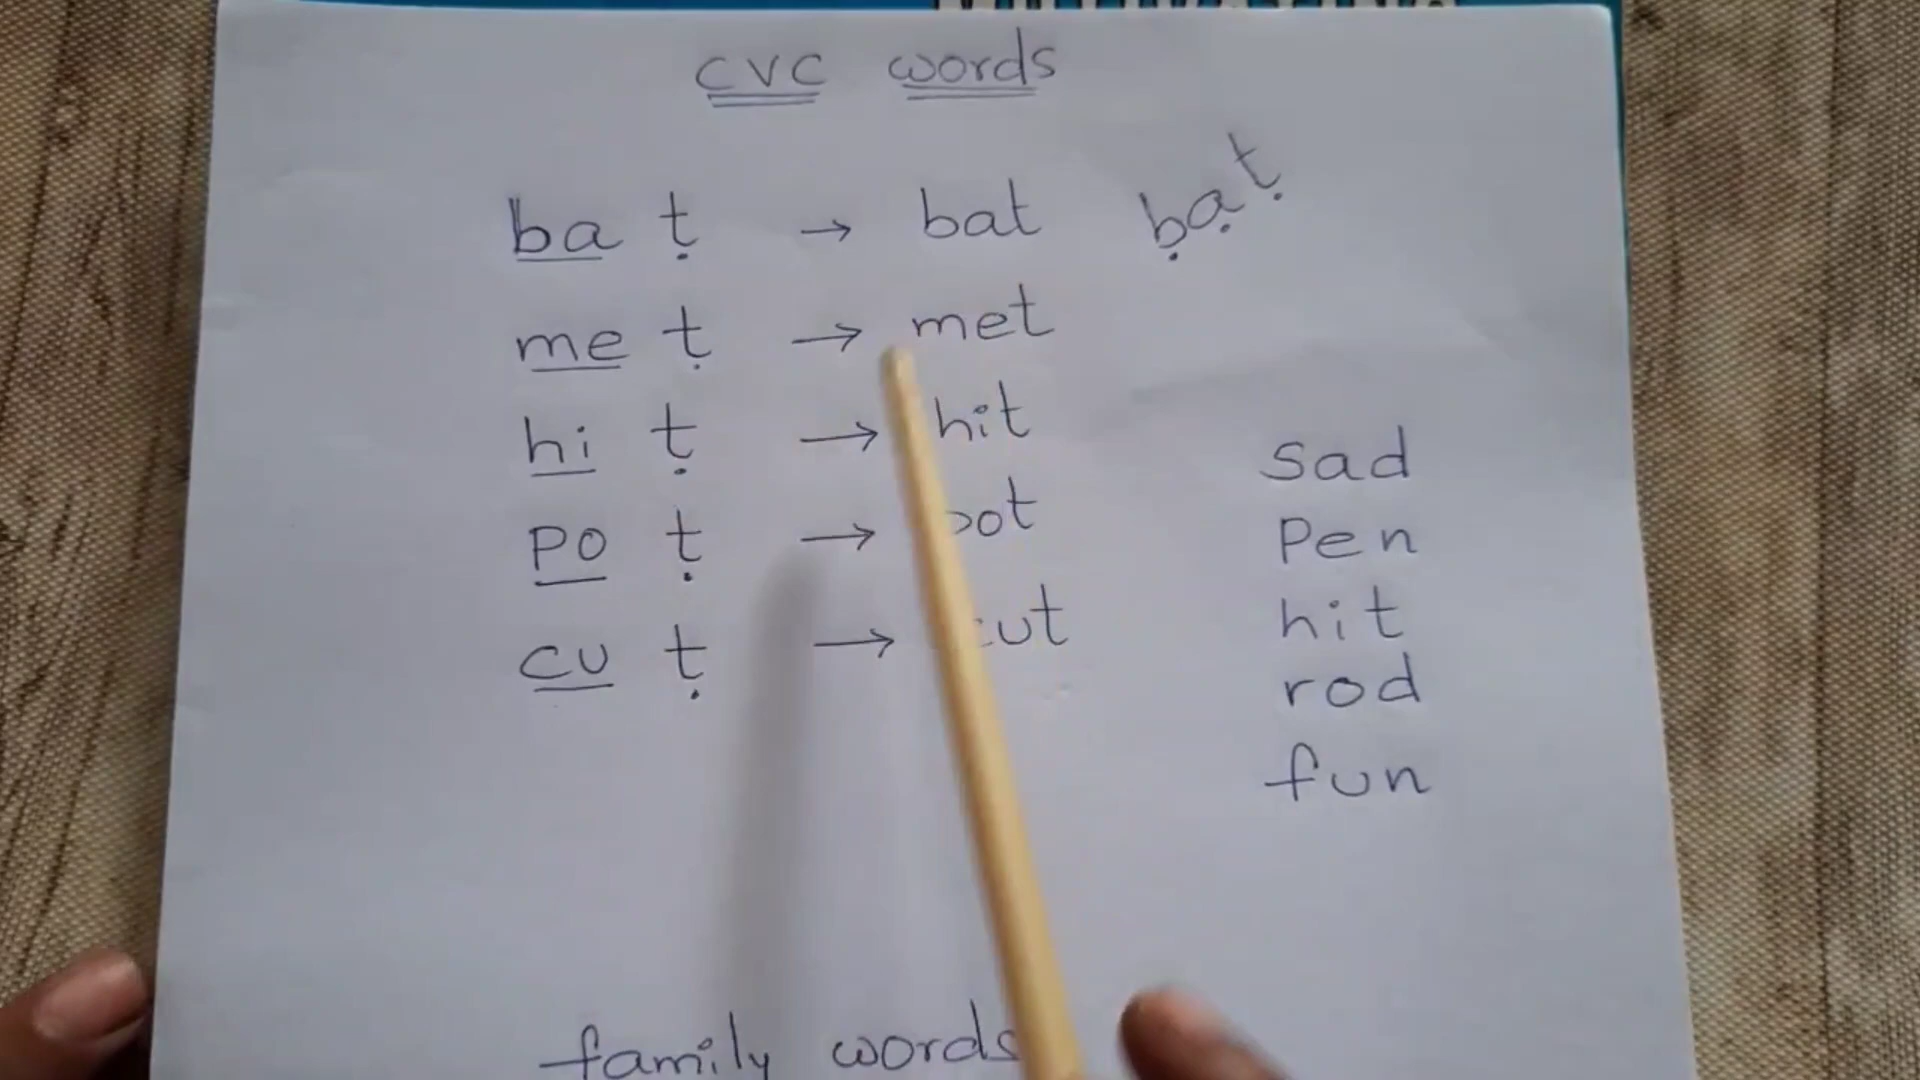 CVC words
ba t → bat bat
me t → met
hi t → hit
po t →
cu t →
sad
Pen
hit
rod
fun
family words